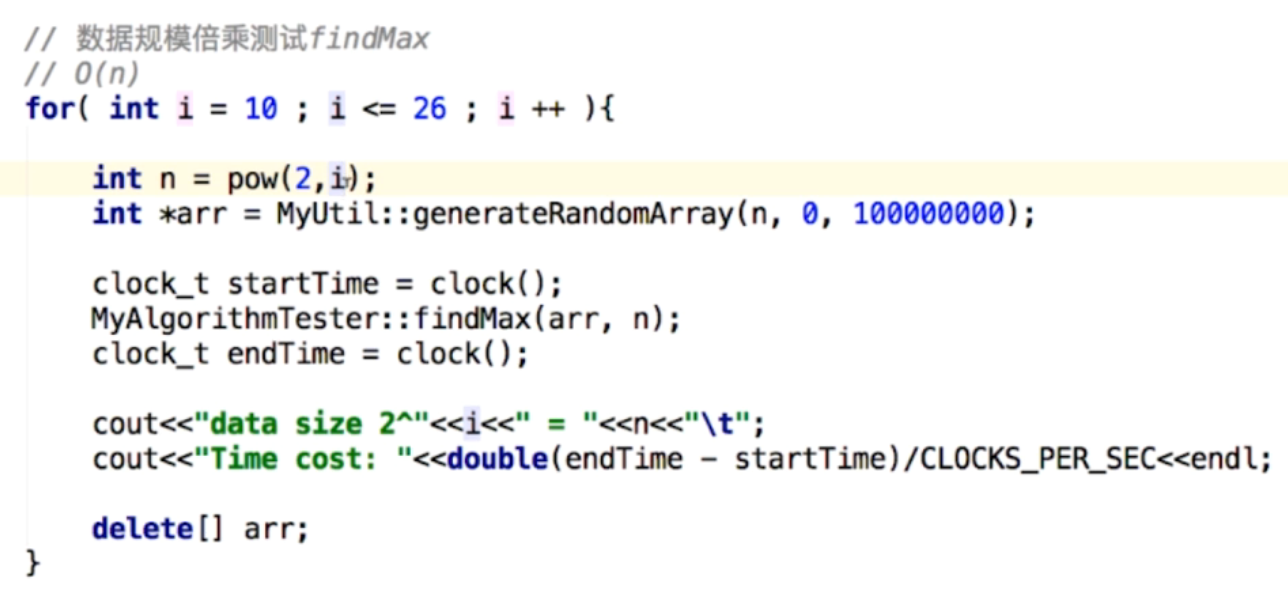 // 数据规模倍乘测试findMax
// O(n)
for( int i = 10 ; i <= 26 ; i ++ ){
int n = pow(2,i);
int *arr = MyUtil::generateRandomArray(n, 0, 100000000);
clock_t startTime = clock();
MyAlgorithmTester::findMax(arr, n);
clock_t endTime = clock();
cout<<"data size 2^"<<i<<" = "<<n<<"\t";
cout<<"Time cost: "<<double(endTime - startTime)/CLOCKS_PER_SEC<<endl;
delete[] arr;
}